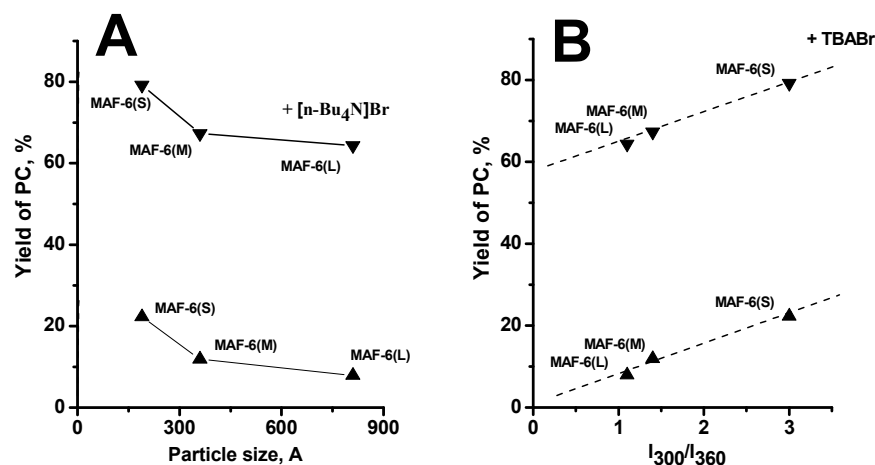 A
80
60
40
20
0
Yield of PC, %
MAF-6(S)
MAF-6(M)
MAF-6(L)
+ [n-Bu4N]Br
MAF-6(S)
MAF-6(M)
MAF-6(L)
0 300 600 900
Particle size, A
B
+ TBABr
80
60
40
20
0
Yield of PC, %
MAF-6(S)
MAF-6(M)
MAF-6(L)
MAF-6(S)
MAF-6(M)
MAF-6(L)
0 1 2 3
I300/I360